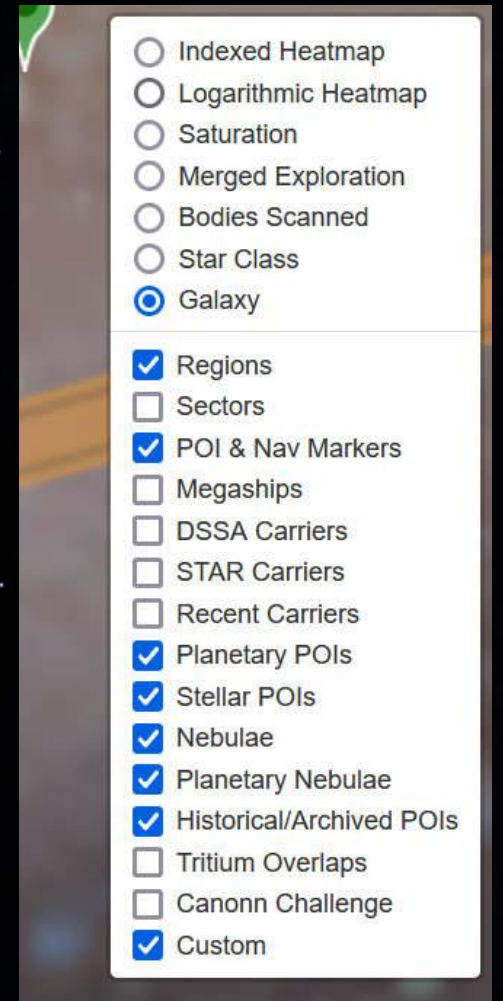 Indexed Heatmap
Logarithmic Heatmap
Saturation
Merged Exploration
Bodies Scanned
Star Class
Galaxy
Regions
Sectors
POI & Nav Markers
Megaships
DSSA Carriers
STAR Carriers
Recent Carriers
Planetary POIs
Stellar POIs
Nebulae
Planetary Nebulae
Historical/Archived POIs
Tritium Overlaps
Canonn Challenge
Custom